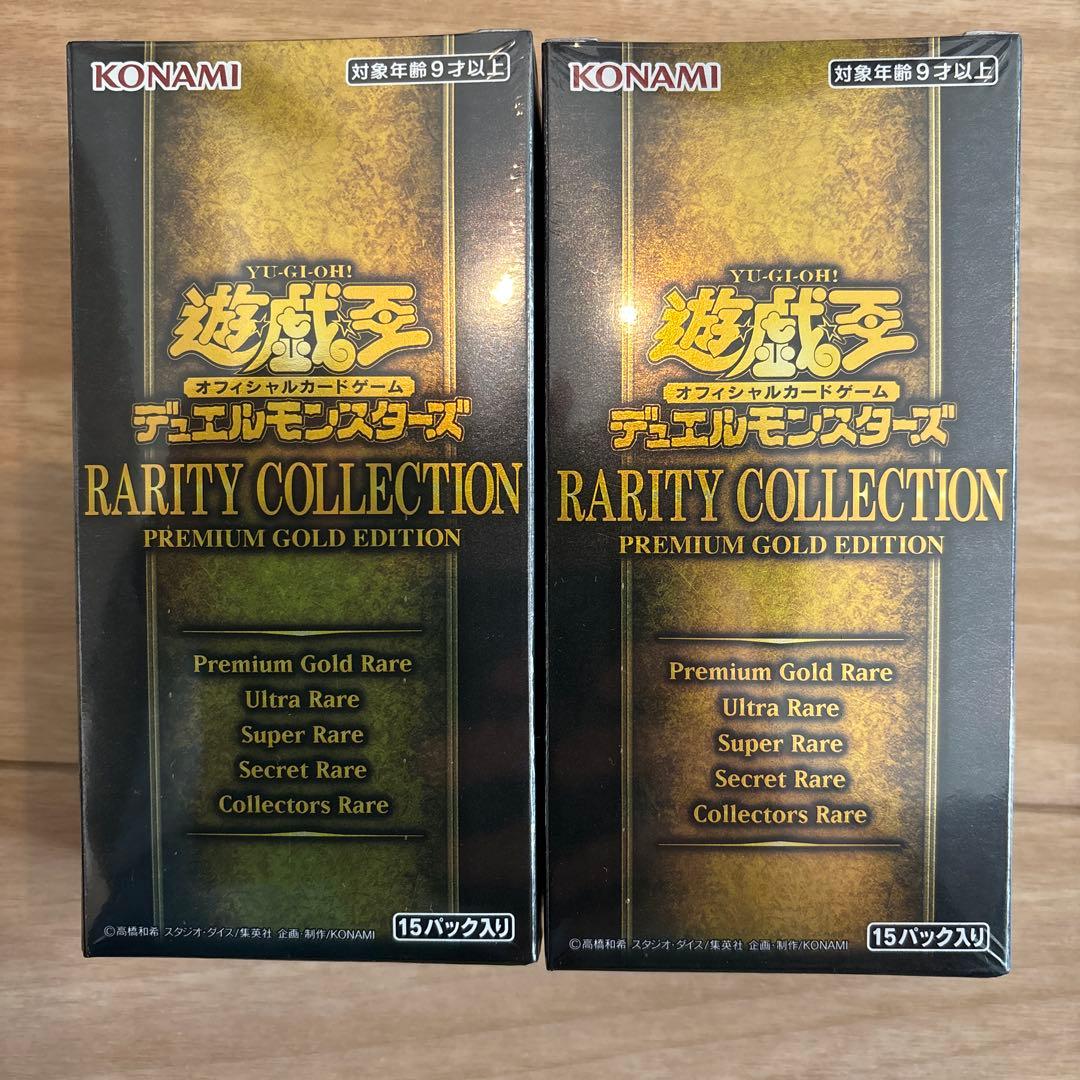 KONAMI
対象年齢9才以上
YU-GI-OH!
遊☆戯☆王
オフィシャルカードゲーム
デュエルモンスターズ
RARITY COLLECTION
PREMIUM GOLD EDITION
Premium Gold Rare
Ultra Rare
Super Rare
Secret Rare
Collectors Rare
©高橋和希 スタジオ・ダイス/集英社 企画・制作/KONAMI
15パック入り
KONAMI
対象年齢9才以上
YU-GI-OH!
遊☆戯☆王
オフィシャルカードゲーム
デュエルモンスターズ
RARITY COLLECTION
PREMIUM GOLD EDITION
Premium Gold Rare
Ultra Rare
Super Rare
Secret Rare
Collectors Rare
©高橋和希 スタジオ・ダイス/集英社 企画・制作/KONAMI
15パック入り